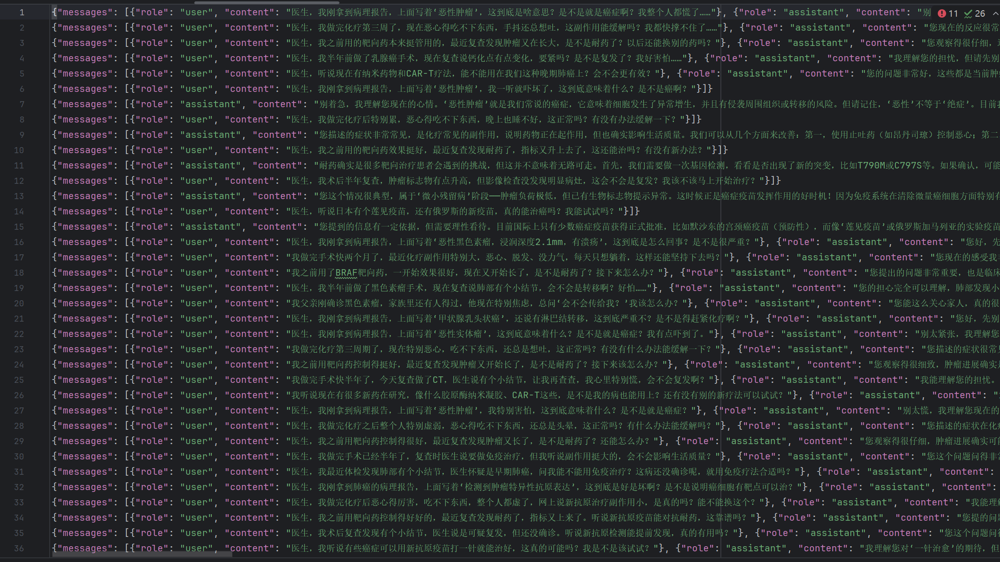 1 {"messages": [{"role": "user", "content": "医生，我刚拿到病理报告，上面写着‘恶性肿瘤’，这到底是啥意思？是不是就是癌症啊？我整个人都慌了……"}, {"role": "assistant", "content": "别 11 26
2 {"messages": [{"role": "user", "content": "医生，我做完化疗第三周了，现在恶心得吃不下东西，手抖还总想吐，这副作用能缓解吗？我都快撑不住了……"}, {"role": "assistant", "content": "您现在的反应很常
3 {"messages": [{"role": "user", "content": "医生，我之前用的靶向药本来挺管用的，最近复查发现肿瘤又在长大，是不是耐药了？以后还能换别的药吗？"}, {"role": "assistant", "content": "您观察得很仔细，
4 {"messages": [{"role": "user", "content": "医生，我半年前做了乳腺癌手术，现在复查说钙化点有点变化，要紧吗？是不是复发了？我好害怕……"}, {"role": "assistant", "content": "我理解您的担忧，但请先别
5 {"messages": [{"role": "user", "content": "医生，听说现在有纳米药物和CAR-T疗法，能不能用在我们这种晚期肺癌上？会不会更有效？"}, {"role": "assistant", "content": "您的问题非常好，这些都是当前肿
6 {"messages": [{"role": "user", "content": "医生，我刚拿到病理报告，上面写着‘恶性肿瘤’，我一听就吓坏了，这到底意味着什么？是不是癌啊？"}]}
7 {"messages": [{"role": "assistant", "content": "别着急，我理解您现在的心情。‘恶性肿瘤’就是我们常说的癌症，它意味着细胞发生了异常增生，并且有侵袭周围组织或转移的风险。但请记住，‘恶性’不等于‘绝症’。目前我
8 {"messages": [{"role": "user", "content": "医生，我做完化疗后特别累，恶心得吃不下东西，晚上也睡不好，这正常吗？有没有办法缓解一下？"}]}
9 {"messages": [{"role": "assistant", "content": "您描述的症状非常常见，是化疗常见的副作用，说明药物正在起作用，但也确实影响生活质量。我们可以从几个方面来改善：第一，使用止吐药（如昂丹司琼）控制恶心；第二
10 {"messages": [{"role": "user", "content": "医生，我之前用的靶向药效果挺好，最近复查发现耐药了，指标又升上去了，这还能治吗？有没有新办法？"}]}
11 {"messages": [{"role": "assistant", "content": "耐药确实是很多靶向治疗患者会遇到的挑战，但这并不意味着无路可走。首先，我们需要做一次基因检测，看看是否出现了新的突变，比如T790M或C797S等。如果确认，可能
12 {"messages": [{"role": "user", "content": "医生，我术后半年复查，肿瘤标志物有点升高，但影像检查没发现明显病灶，这会不会是复发？我该不该马上开始治疗？"}]}
13 {"messages": [{"role": "assistant", "content": "您这个情况很典型，属于‘微小残留病’阶段——肿瘤负荷极低，但已有生物标志物提示异常。这时候正是癌症疫苗发挥作用的好时机！因为免疫系统在清除微量癌细胞方面特别有
14 {"messages": [{"role": "user", "content": "医生，听说日本有个莲见疫苗，还有俄罗斯的新疫苗，真的能治癌吗？我能试试吗？"}]}
15 {"messages": [{"role": "assistant", "content": "您提到的信息有一定依据，但需要理性看待。目前国际上只有少数癌症疫苗获得正式批准，比如默沙东的宫颈癌疫苗（预防性），而像‘莲见疫苗’或俄罗斯加马列亚的实验疫苗
16 {"messages": [{"role": "user", "content": "医生，我刚拿到病理报告，上面写着‘恶性黑色素瘤，浸润深度2.1mm，有溃疡’，这到底是怎么回事？是不是很严重？"}, {"role": "assistant", "content": "您好，先
17 {"messages": [{"role": "user", "content": "我做完手术快两个月了，最近化疗副作用特别大，恶心、脱发、没力气，每天只想躺着，这样还能坚持下去吗？"}, {"role": "assistant", "content": "您现在的感受我
18 {"messages": [{"role": "user", "content": "我之前用了BRAF靶向药，一开始效果很好，现在又开始长了，是不是耐药了？接下来怎么办？"}, {"role": "assistant", "content": "您提出的问题非常重要，也是临床
19 {"messages": [{"role": "user", "content": "医生，我半年前做了黑色素瘤手术，现在复查说肺部有个小结节，会不会是转移啊？好怕……"}, {"role": "assistant", "content": "您的担心完全可以理解，肺部发现小
20 {"messages": [{"role": "user", "content": "我父亲刚确诊黑色素瘤，家族里还有人得过，他现在特别焦虑，总问‘会不会传给我？’我该怎么办？"}, {"role": "assistant", "content": "您能这么关心家人，真的很
21 {"messages": [{"role": "user", "content": "医生，我刚拿到病理报告，上面写着‘甲状腺乳头状癌’，还说有淋巴结转移，这到底严重不？是不是得赶紧化疗啊？"}, {"role": "assistant", "content": "您好，先别
22 {"messages": [{"role": "user", "content": "医生，我刚拿到病理报告，上面写着‘恶性实体瘤’，这到底意味着什么？是不是就是癌症？我有点吓到了。"}, {"role": "assistant", "content": "别太紧张，我理解您
23 {"messages": [{"role": "user", "content": "我做完化疗第三周期了，现在特别恶心，吃不下东西，还总是想吐，这正常吗？有没有什么办法能缓解一下？"}, {"role": "assistant", "content": "您描述的症状很常见
24 {"messages": [{"role": "user", "content": "我之前用靶向药控制得挺好，最近复查发现肿瘤又开始长了，是不是耐药了？接下来该怎么办？"}, {"role": "assistant", "content": "您观察得很细致，肿瘤进展确实
25 {"messages": [{"role": "user", "content": "我做完手术快半年了，今天复查做了CT，医生说有个小结节，让我再查查，我心里特别慌，会不会复发啊？"}, {"role": "assistant", "content": "我能理解您的担忧。
26 {"messages": [{"role": "user", "content": "我听说现在有很多新药在研究，像什么胶原酶纳米凝胶、CAR-T这些，是不是我的病也能用上？还有没有别的新疗法可以试试？"}, {"role": "assistant", "content": "
27 {"messages": [{"role": "user", "content": "医生，我刚拿到病理报告，上面写着‘恶性肿瘤’，我特别害怕，这到底意味着什么？是不是就是癌症？"}, {"role": "assistant", "content": "别太慌，我理解您现在的
28 {"messages": [{"role": "user", "content": "医生，我做完化疗之后整个人特别虚弱，恶心得吃不下东西，还总是头晕，这正常吗？有什么办法能缓解吗？"}, {"role": "assistant", "content": "您描述的症状在化疗
29 {"messages": [{"role": "user", "content": "医生，我之前用靶向药控制得很好，最近复查发现肿瘤又长了，是不是耐药了？还能怎么办？"}, {"role": "assistant", "content": "您观察得很仔细，肿瘤进展确实可能
30 {"messages": [{"role": "user", "content": "医生，我做完手术已经半年了，复查时医生说要做免疫治疗，但我听说副作用挺大的，会不会影响生活质量？"}, {"role": "assistant", "content": "您这个问题问得非常
31 {"messages": [{"role": "user", "content": "医生，我最近体检发现肺部有个小结节，医生怀疑是早期肺癌，问我能不能用免疫治疗？这病还没确诊呢，就用免疫疗法合适吗？"}, {"role": "assistant", "content":
32 {"messages": [{"role": "user", "content": "医生，我刚拿到肺癌的病理报告，上面写着‘检测到肿瘤特异性抗原表达’，这到底是好是坏啊？是不是说明癌细胞有靶点可以治？"}, {"role": "assistant", "content":
33 {"messages": [{"role": "user", "content": "医生，我做完化疗后恶心得厉害，吃不下东西，整个人都虚了，网上说新抗原治疗副作用小，是真的吗？能不能换这个？"}, {"role": "assistant", "content": "我能理解
34 {"messages": [{"role": "user", "content": "医生，我之前用靶向药控制得好好的，最近复查发现耐药了，指标又上来了。听说新抗原疫苗能对抗耐药，这靠谱吗？"}, {"role": "assistant", "content": "您提的问题
35 {"messages": [{"role": "user", "content": "医生，我术后复查发现有个小结节，医生说是可疑复发，但还没确诊。听说新抗原检测能提前发现，真的有用吗？"}, {"role": "assistant", "content": "您这个问题问得
36 {"messages": [{"role": "user", "content": "医生，我听说有些癌症可以用新抗原疫苗打一针就能治好，这真的可能吗？我是不是该试试？"}, {"role": "assistant", "content": "我理解您对‘一针治愈’的期待，但